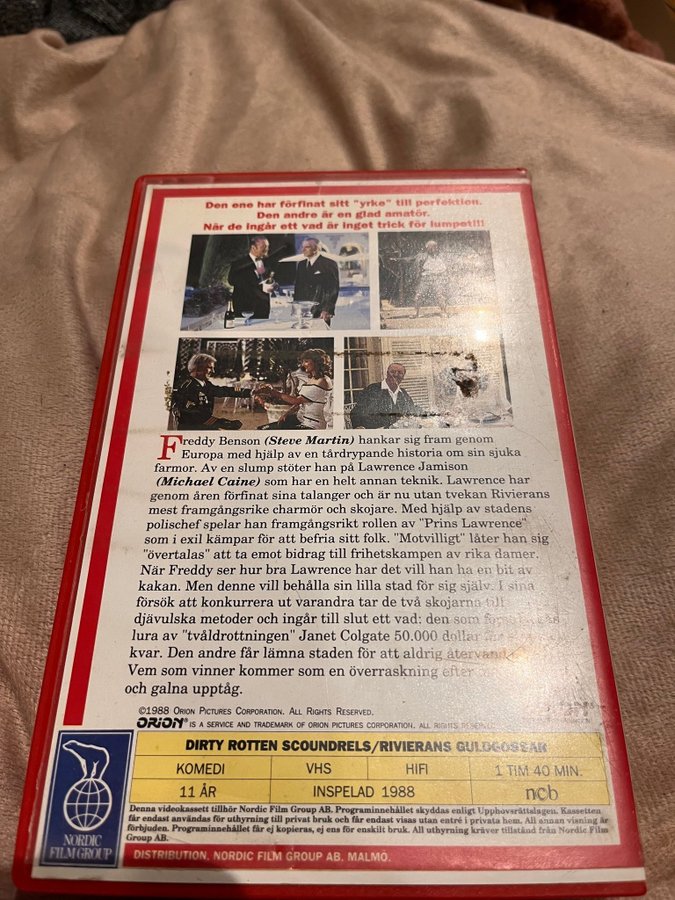 Den ene har förfinat sitt "yrke" till perfektion.
Den andre är en glad amatör.
När de ingår ett vad är inget trick för lumpet!!!
Freddy Benson (Steve Martin) hankar sig fram genom
Europa med hjälp av en tårdrypande historia om sin sjuka
farmor. Av en slump stöter han på Lawrence Jamison
(Michael Caine) som har en helt annan teknik. Lawrence har
genom åren förfinat sina talanger och är nu utan tvekan Rivierans
mest framgångsrike charmör och skojare. Med hjälp av stadens
polischef spelar han framgångsrikt rollen av "Prins Lawrence"
som i exil kämpar för att befria sitt folk. "Motvilligt" låter han sig
"övertalas" att ta emot bidrag till frihetskampen av rika damer.
När Freddy ser hur bra Lawrence har det vill han ha en bit av
kakan. Men denne vill behålla sin lilla stad för sig själv. I sina
försök att konkurrera ut varandra tar de två skojarna till
djävulska metoder och ingår till slut ett vad: den som
lura av "tvåldrottningen" Janet Colgate 50.000 dollar
kvar. Den andre får lämna staden för att aldrig
Vem som vinner kommer som en överraskning efter
och galna upptåg.
©1988 ORION PICTURES CORPORATION. ALL RIGHTS RESERVED.
ORION® IS A SERVICE AND TRADEMARK OF ORION PICTURES CORPORATION. ALL RIGHTS RESERVED.
DIRTY ROTTEN SCOUNDRELS/RIVIERANS GULDGOSSAR
KOMEDI VHS HIFI 1 TIM 40 MIN.
11 ÅR INSPELAD 1988 ncb
NORDIC
FILM GROUP
Denna videokassett tillhör Nordic Film Group AB. Programinnehållet skyddas enligt Upphovsrättslagen. Kassetten
får endast användas för uthyrning till privat bruk och får endast visas utan entré i privata hem. All annan visning är
förbjuden. Programinnehållet får ej kopieras, ej ens för enskilt bruk. All uthyrning kräver tillstånd från Nordic Film
Group AB.
DISTRIBUTION. NORDIC FILM GROUP AB. MALMÖ.